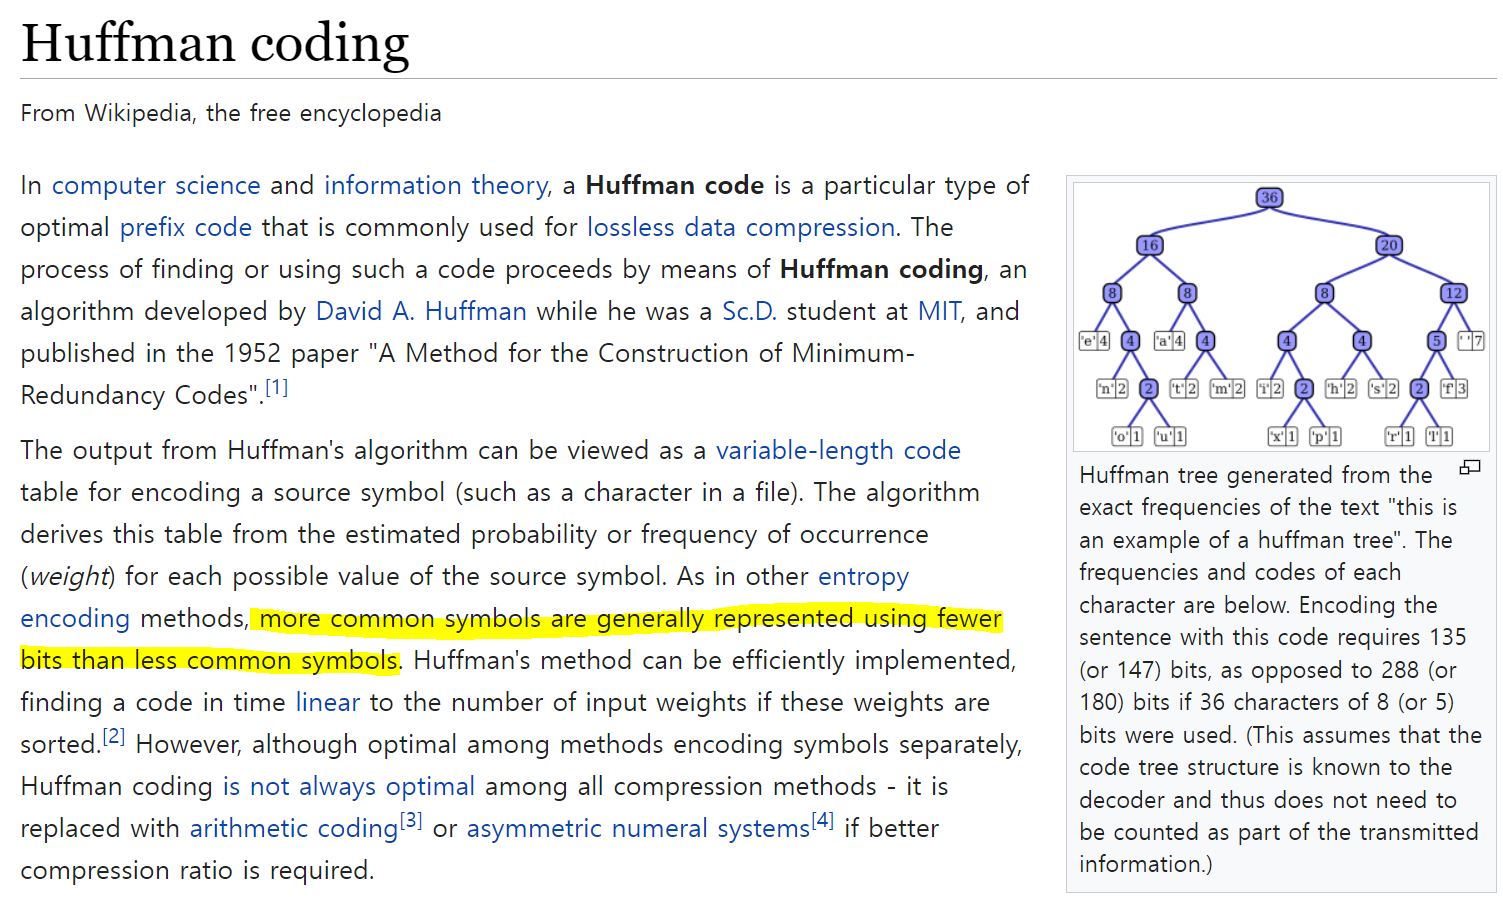 Huffman coding
From Wikipedia, the free encyclopedia
In computer science and information theory, a Huffman code is a particular type of
optimal prefix code that is commonly used for lossless data compression. The
process of finding or using such a code proceeds by means of Huffman coding, an
algorithm developed by David A. Huffman while he was a Sc.D. student at MIT, and
published in the 1952 paper "A Method for the Construction of Minimum-
Redundancy Codes".[1]
The output from Huffman's algorithm can be viewed as a variable-length code
table for encoding a source symbol (such as a character in a file). The algorithm
derives this table from the estimated probability or frequency of occurrence
(weight) for each possible value of the source symbol. As in other entropy
encoding methods, more common symbols are generally represented using fewer
bits than less common symbols. Huffman's method can be efficiently implemented,
finding a code in time linear to the number of input weights if these weights are
sorted.[2] However, although optimal among methods encoding symbols separately,
Huffman coding is not always optimal among all compression methods - it is
replaced with arithmetic coding[3] or asymmetric numeral systems[4] if better
compression ratio is required.
36
16 20
8 8 8 12
'e' 4 4 'a' 4 4 4 4 5 ' ' 7
'n' 2 2 't' 2 'm' 2 'i' 2 2 'h' 2 's' 2 2 'f' 3
'o' 1 'u' 1 'x' 1 'p' 1 'r' 1 'l' 1
Huffman tree generated from the
exact frequencies of the text "this is
an example of a huffman tree". The
frequencies and codes of each
character are below. Encoding the
sentence with this code requires 135
(or 147) bits, as opposed to 288 (or
180) bits if 36 characters of 8 (or 5)
bits were used. (This assumes that the
code tree structure is known to the
decoder and thus does not need to
be counted as part of the transmitted
information.)